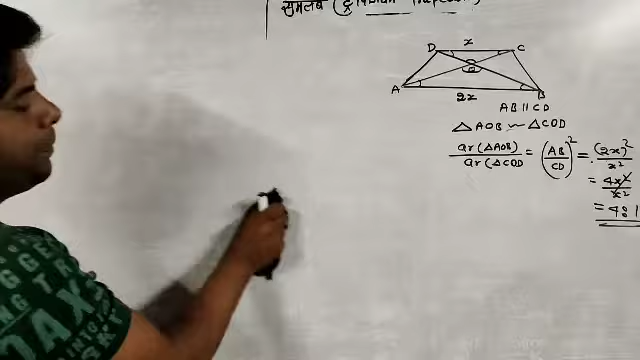 समलंब (
D x C
O
A 2x B
AB || CD
△AOB ~ △COD
ar(△AOB) / ar(△COD = (AB/CD)² = (2x)²/x²
= 4x²/x²
= 4:1